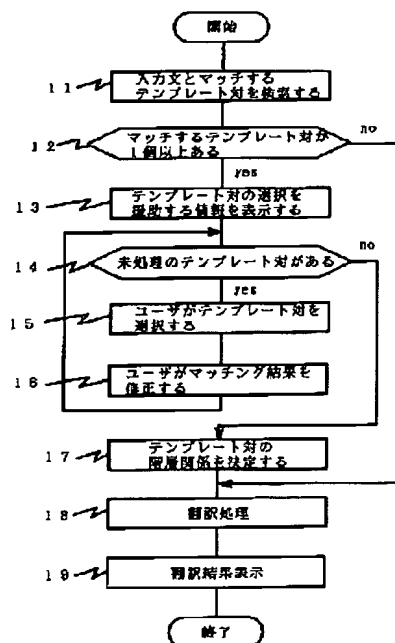 開始
11
入力文とマッチする
テンプレート対を検索する
12
マッチするテンプレート対が
1個以上ある
no
yes
13
テンプレート対の選択を
援助する情報を表示する
14
未処理のテンプレート対がある
no
yes
15
ユーザがテンプレート対を
選択する
16
ユーザがマッチング結果を
修正する
17
テンプレート対の
階層関係を決定する
18
翻訳処理
19
翻訳結果表示
終了